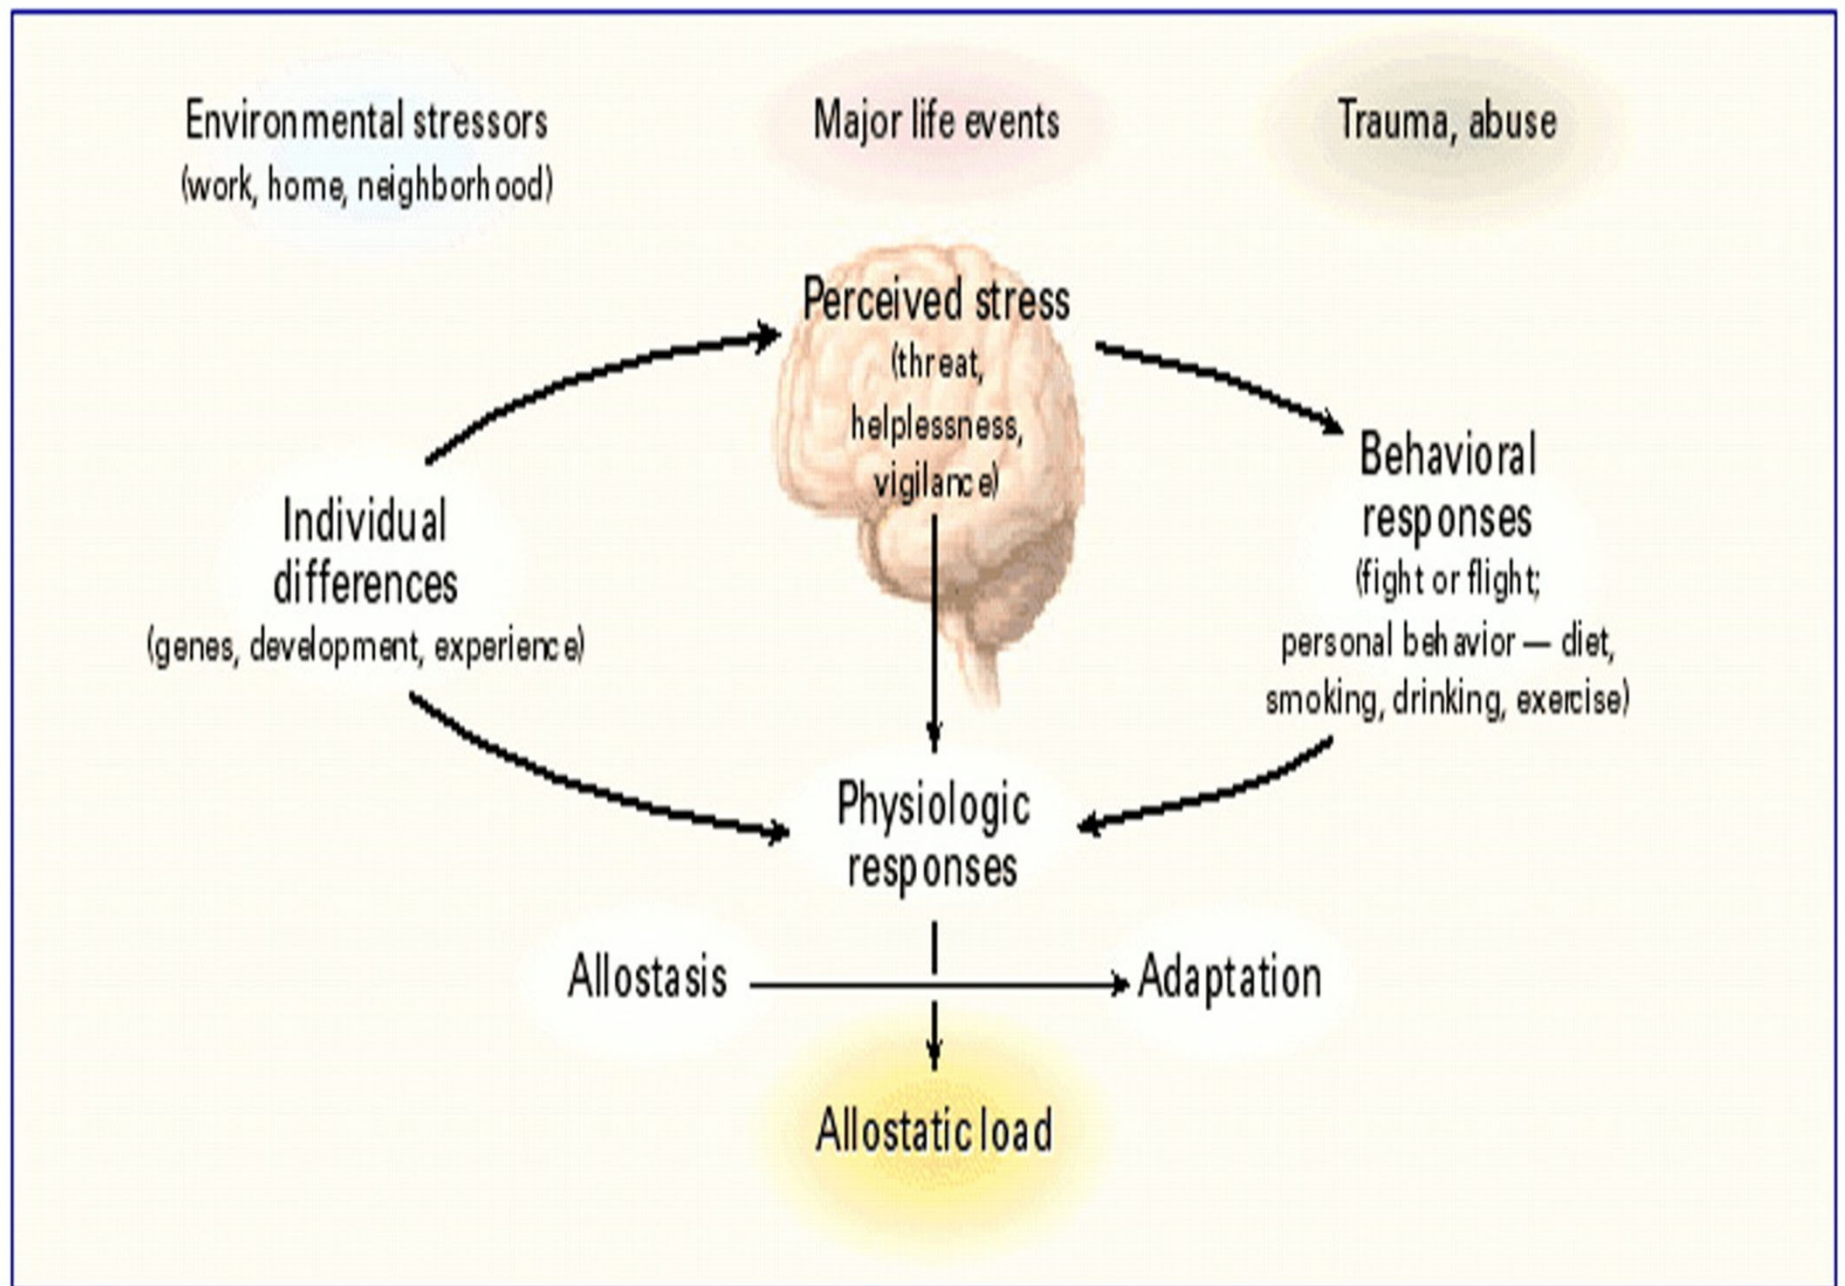 Environmental stressors
(work, home, neighborhood)
Major life events
Trauma, abuse
Perceived stress
(threat,
helplessness,
vigilance)
Individual
differences
(genes, development, experience)
Behavioral
responses
(fight or flight;
personal behavior — diet,
smoking, drinking, exercise)
Physiologic
responses
Allostasis
Adaptation
Allostatic load